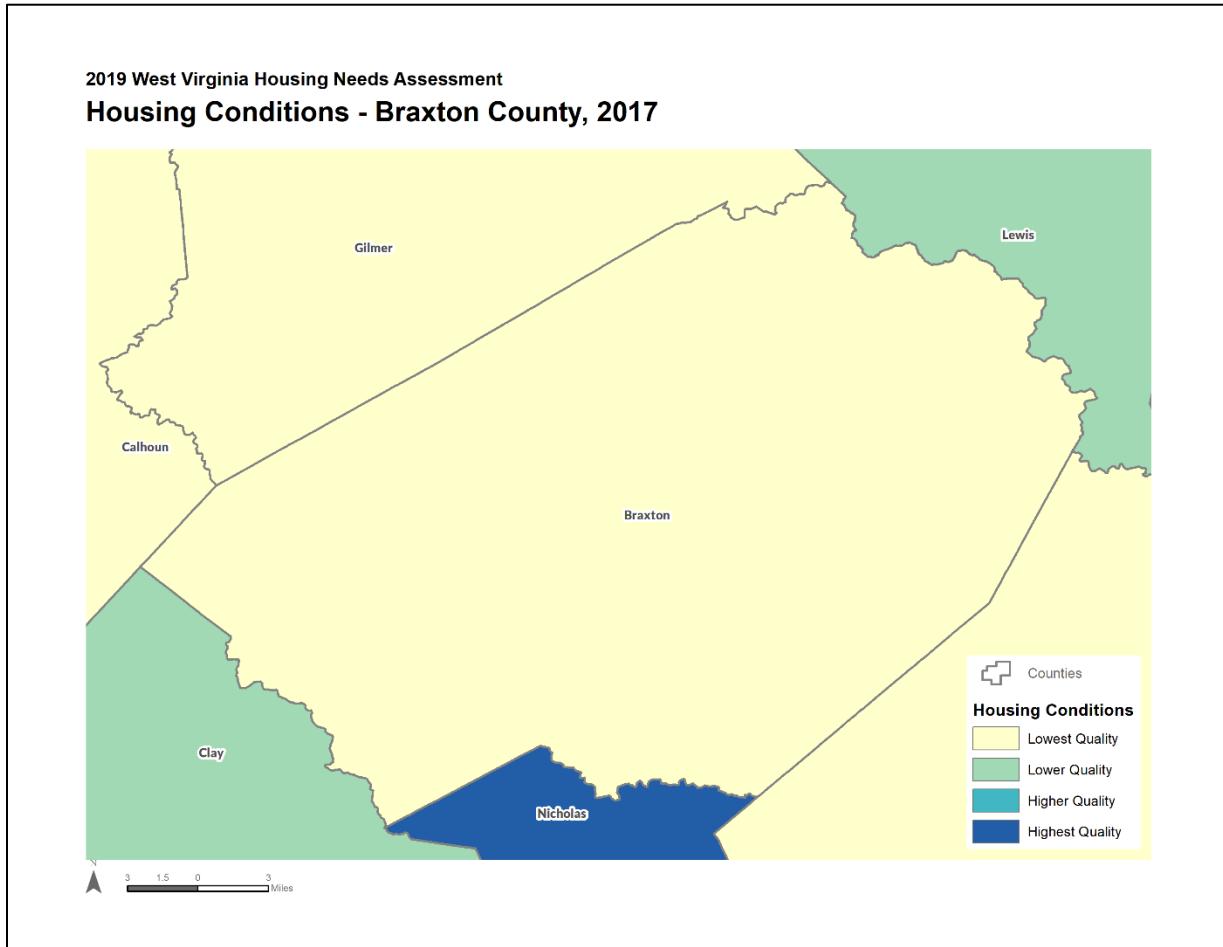 2019 West Virginia Housing Needs Assessment
Housing Conditions - Braxton County, 2017
Lewis
Gilmer
Calhoun
Braxton
Clay
Nicholas
Counties
Housing Conditions
Lowest Quality
Lower Quality
Higher Quality
Highest Quality
N
3 1.5 0 3
Miles